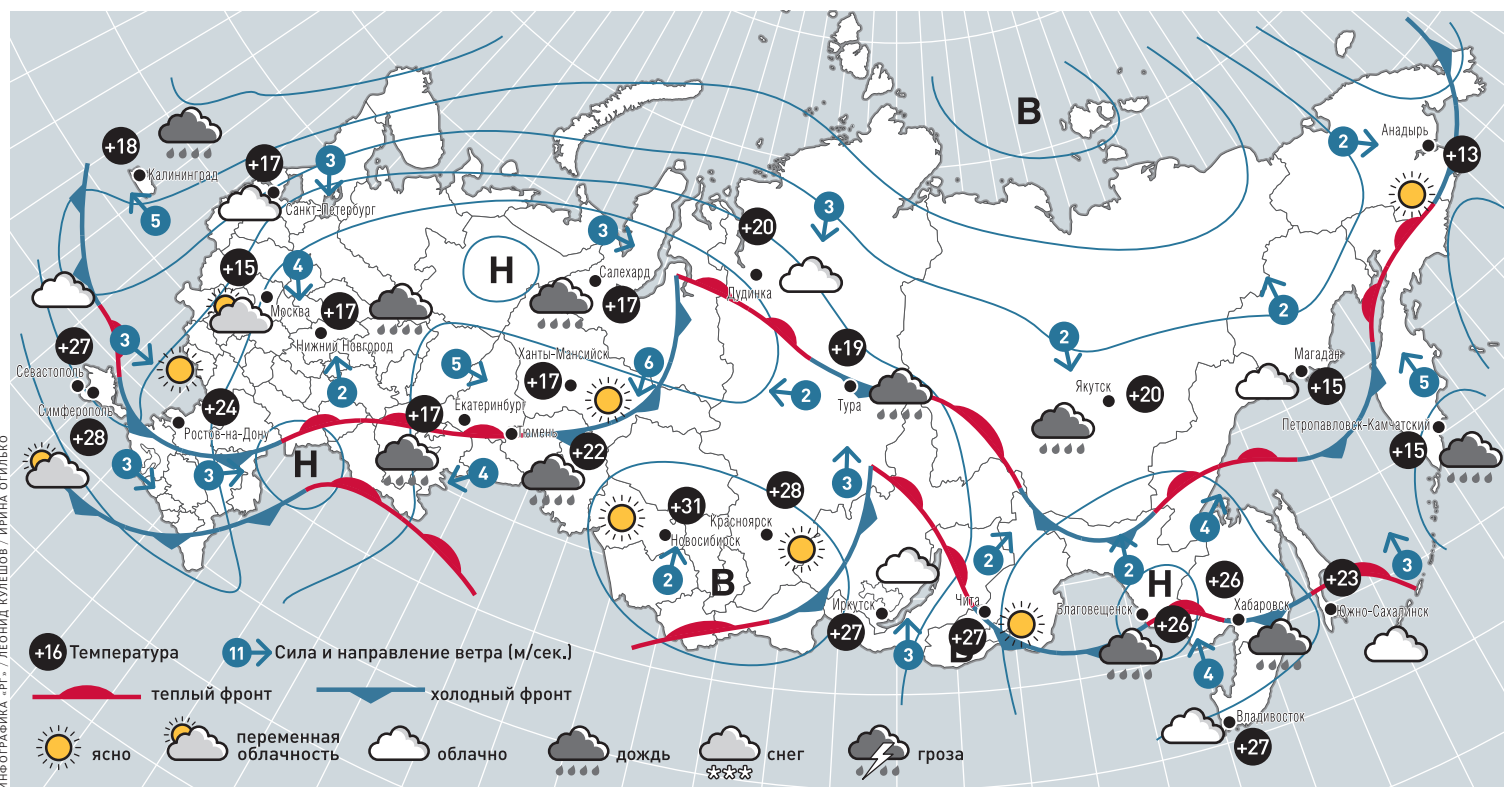 В
Анадырь
2
+13
+18
Калининград
5
+17
3
Санкт-Петербург
+20
3
3
Н
Салехард
+17
Дудинка
+15
4
Москва
+17
Нижний Новгород
2
3
+27
Севастополь
Симферополь
+28
+24
Ростов-на-Дону
3
3
Н
5
Ханты-Мансийск
+17
6
+17
Екатеринбург
Тюмень
+22
4
+19
Тура
2
2
Якутск
+20
2
Магадан
+15
5
Петропавловск-Камчатский
+15
+31
Новосибирск
2
+28
Красноярск
В
3
Иркутск
+27
3
2
Чита
+27
В
2
Благовещенск
Н
+26
4
+26
Хабаровск
4
+23
3
Южно-Сахалинск
Владивосток
+27
+16 Температура
11 Сила и направление ветра (м/сек.)
теплый фронт
холодный фронт
ясно
переменная
облачность
облачно
дождь
снег
гроза
ИНФОГРАФИКА «РГ» / ЛЕОНИД КУЛЕШОВ / ИРИНА ОГИЛЬКО